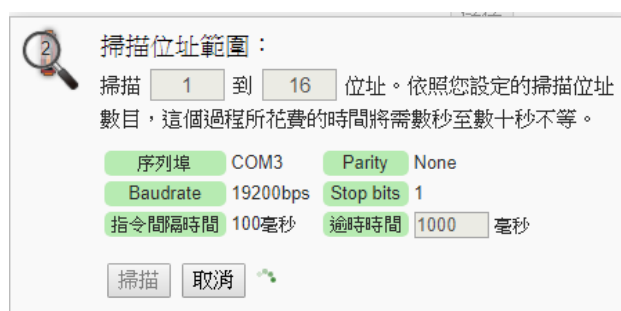 2
掃描位址範圍：
掃描 1 到 16 位址。依照您設定的掃描位址
數目，這個過程所花費的時間將需數秒至數十秒不等。
序列埠 COM3 Parity None
Baudrate 19200bps Stop bits 1
指令間隔時間 100毫秒 逾時時間 1000 毫秒
掃描 取消